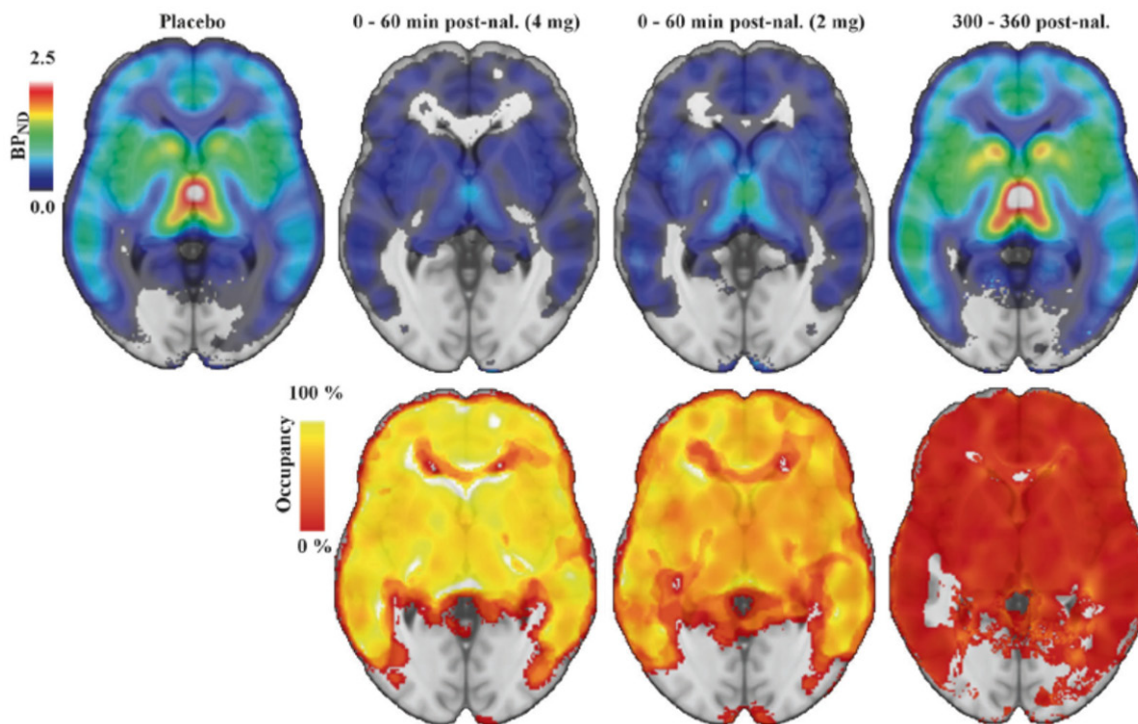 Placebo
0 - 60 min post-nal. (4 mg)
0 - 60 min post-nal. (2 mg)
300 - 360 post-nal.
2.5
BPND
0.0
100 %
Occupancy
0 %